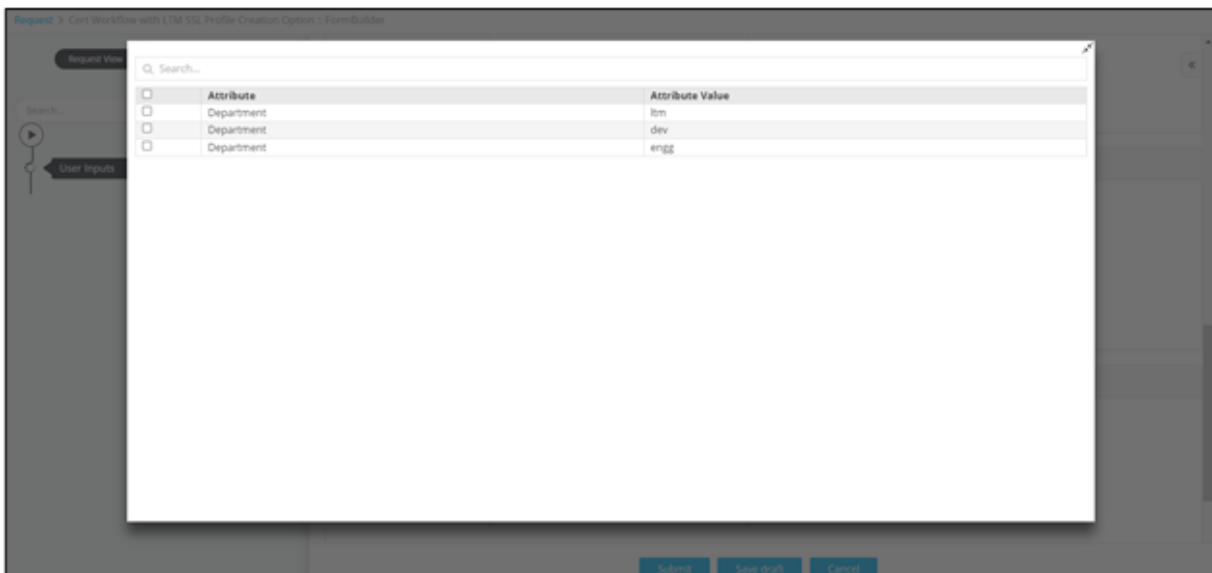 Request > Cert Workflow with LTM SSL Profile Creation Option :: FormBuilder
Request View
Search...
User Inputs
Search...
Attribute Attribute Value
Department ltm
Department dev
Department engg
Submit Save draft Cancel